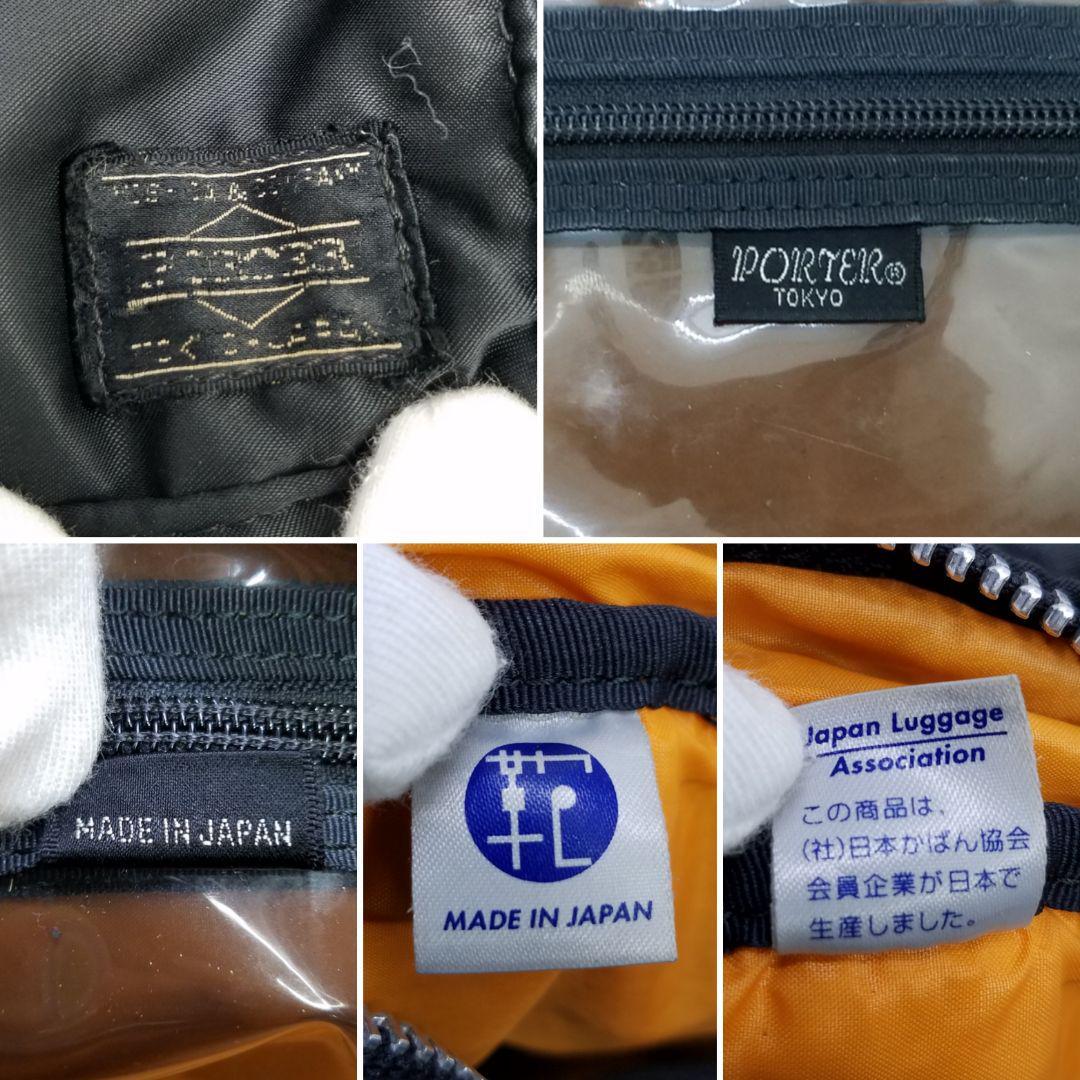 PORTER®
TOKYO
MADE IN JAPAN
鞄
MADE IN JAPAN
Japan Luggage
Association
この商品は、
(社)日本かばん協会
会員企業が日本で
生産しました。